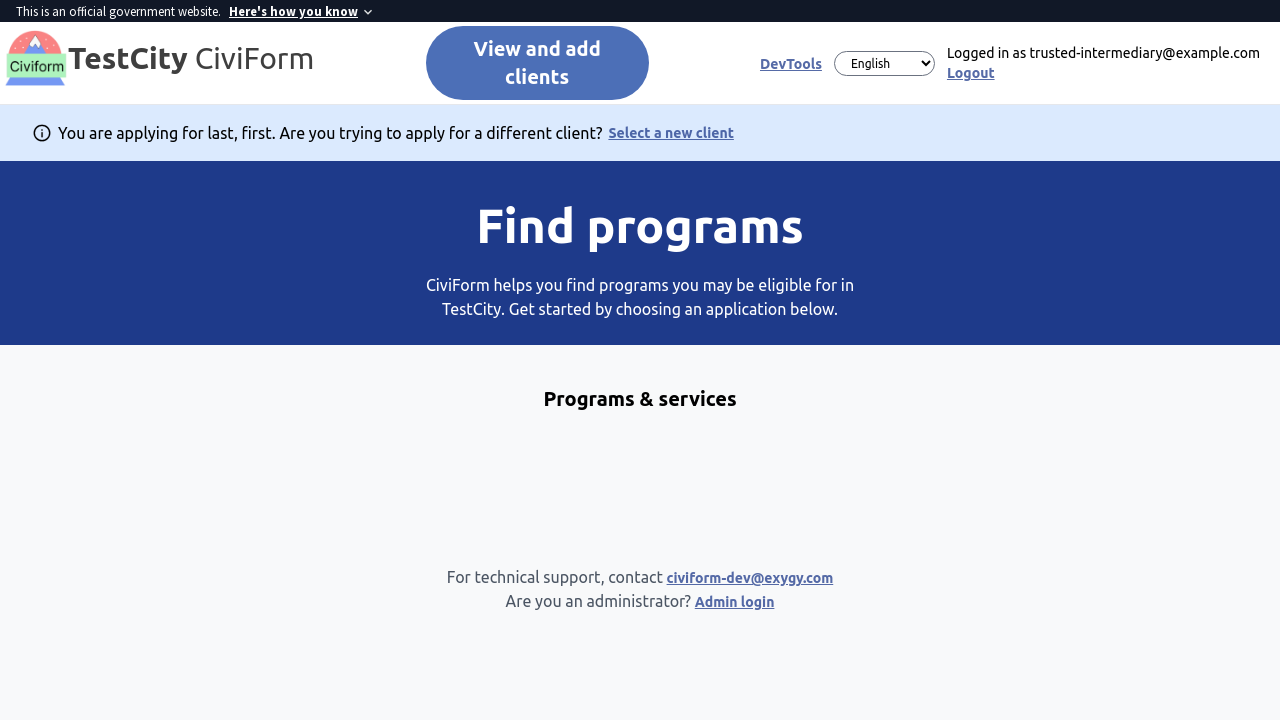 This is an official government website. Here's how you know
Civiform
TestCity CiviForm
View and add
clients
DevTools
English
Logged in as trusted-intermediary@example.com
Logout
You are applying for last, first. Are you trying to apply for a different client? Select a new client
Find programs
CiviForm helps you find programs you may be eligible for in
TestCity. Get started by choosing an application below.
Programs & services
For technical support, contact civiform-dev@exygy.com
Are you an administrator? Admin login